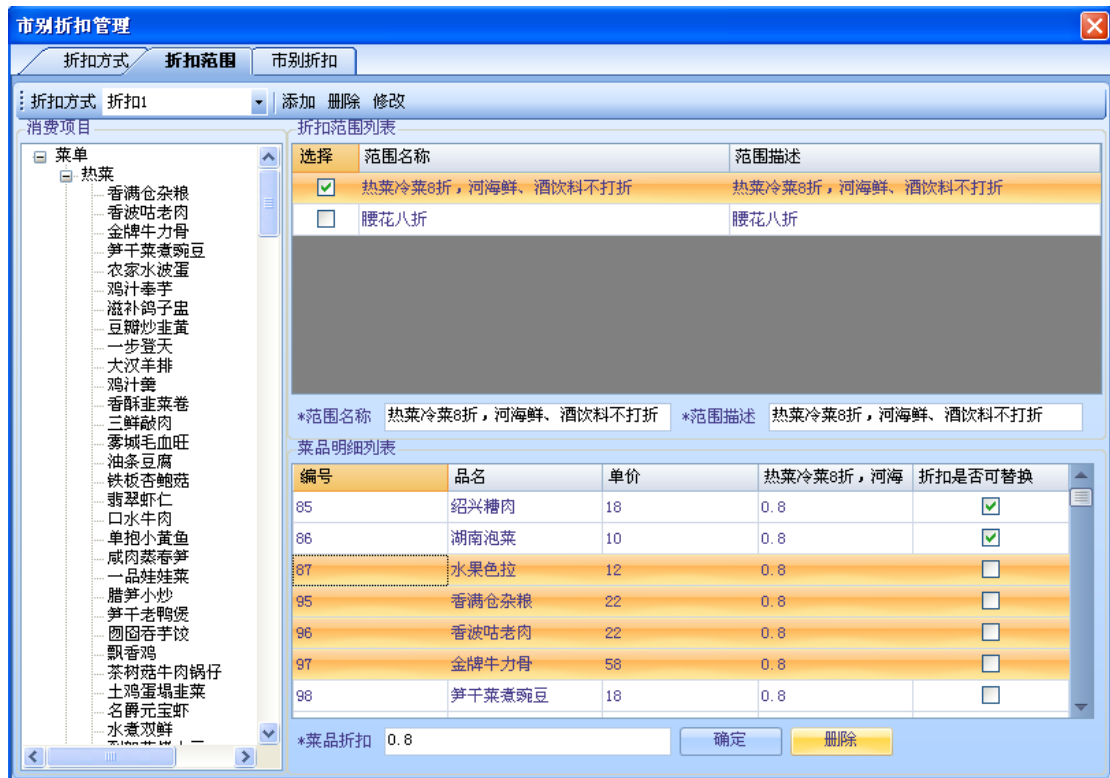 市别折扣管理
折扣方式 折扣范围 市别折扣
折扣方式 折扣1 添加 删除 修改
消费项目
菜单
热菜
香满仓杂粮
香波咕老肉
金牌牛力骨
笋干菜煮豌豆
农家水波蛋
鸡汁奉芋
滋补鸽子盅
豆瓣炒韭黄
一步登天
大汉羊排
鸡汁羹
香酥韭菜卷
三鲜敲肉
雾城毛血旺
油条豆腐
铁板杏鲍菇
翡翠虾仁
口水牛肉
单抱小黄鱼
咸肉蒸春笋
一品娃娃菜
腊笋小炒
笋干老鸭煲
囫囵吞芋饺
飘香鸡
茶树菇牛肉锅仔
土鸡蛋塌韭菜
名爵元宝虾
水煮双鲜
折扣范围列表
选择 范围名称 范围描述
热菜冷菜8折，河海鲜、酒饮料不打折 热菜冷菜8折，河海鲜、酒饮料不打折
腰花八折 腰花八折
*范围名称 热菜冷菜8折，河海鲜、酒饮料不打折 *范围描述 热菜冷菜8折，河海鲜、酒饮料不打折
菜品明细列表
编号 品名 单价 热菜冷菜8折，河海 折扣是否可替换
85 绍兴糟肉 18 0.8
86 湖南泡菜 10 0.8
87 水果色拉 12 0.8
95 香满仓杂粮 22 0.8
96 香波咕老肉 22 0.8
97 金牌牛力骨 58 0.8
98 笋干菜煮豌豆 18 0.8
*菜品折扣 0.8 确定 删除